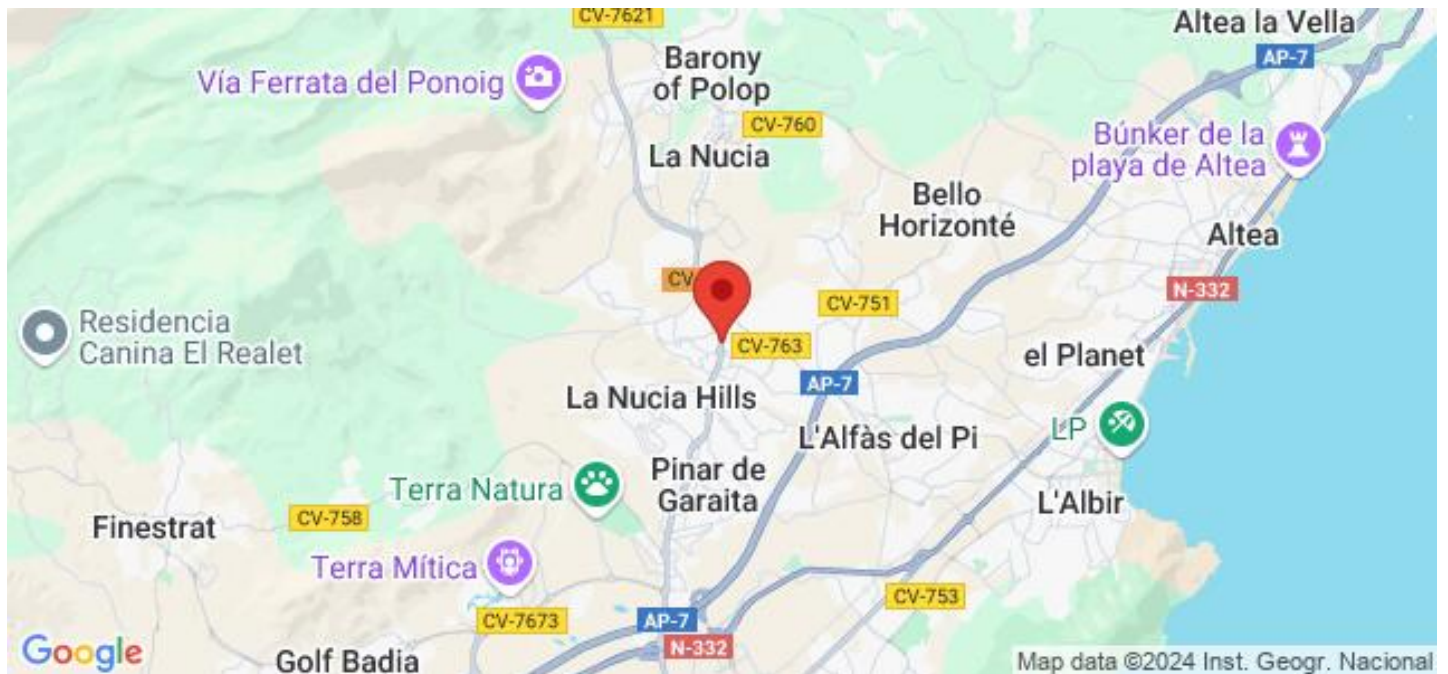 CV-7621
Altea la Vella
AP-7
Barony
of Polop
Vía Ferrata del Ponoig
CV-760
Búnker de la
playa de Altea
La Nucia
Bello
Horizonté
Altea
CV
N-332
CV-751
Residencia
Canina El Realet
CV-763
el Planet
AP-7
La Nucia Hills
LP
L'Alfàs del Pi
Pinar de
Garaita
Terra Natura
L'Albir
CV-758
Finestrat
Terra Mítica
CV-753
CV-7673
AP-7
N-332
Google
Golf Badia
Map data ©2024 Inst. Geogr. Nacional